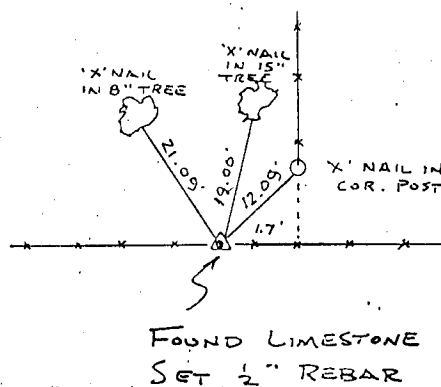 'X' NAIL
IN 8" TREE
'X' NAIL
IN 15"
TREE
'X' NAIL IN
COR. POST
21.09'
19.00'
12.09'
1.7'
FOUND LIMESTONE
SET ½" REBAR